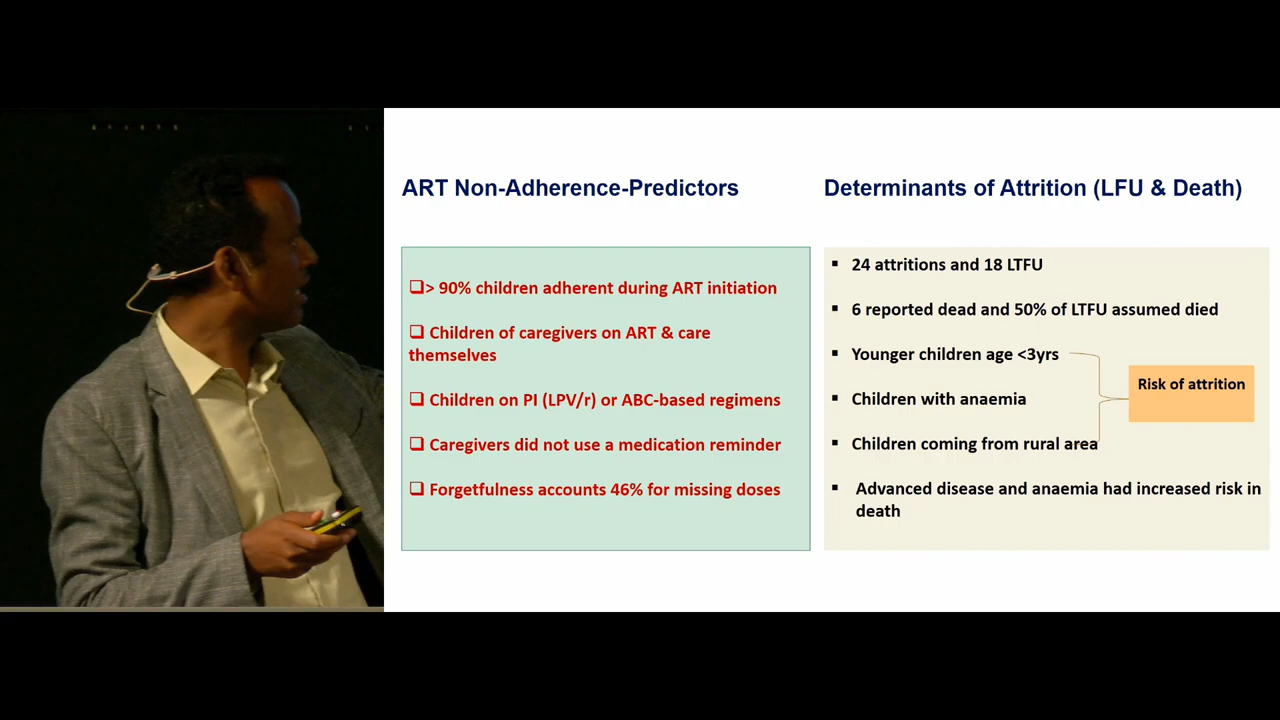 ART Non-Adherence-Predictors
❑> 90% children adherent during ART initiation
❑ Children of caregivers on ART & care
themselves
❑ Children on PI (LPV/r) or ABC-based regimens
❑ Caregivers did not use a medication reminder
❑ Forgetfulness accounts 46% for missing doses
Determinants of Attrition (LFU & Death)
▪ 24 attritions and 18 LTFU
▪ 6 reported dead and 50% of LTFU assumed died
▪ Younger children age <3yrs
▪ Children with anaemia
▪ Children coming from rural area
Risk of attrition
▪ Advanced disease and anaemia had increased risk in
death